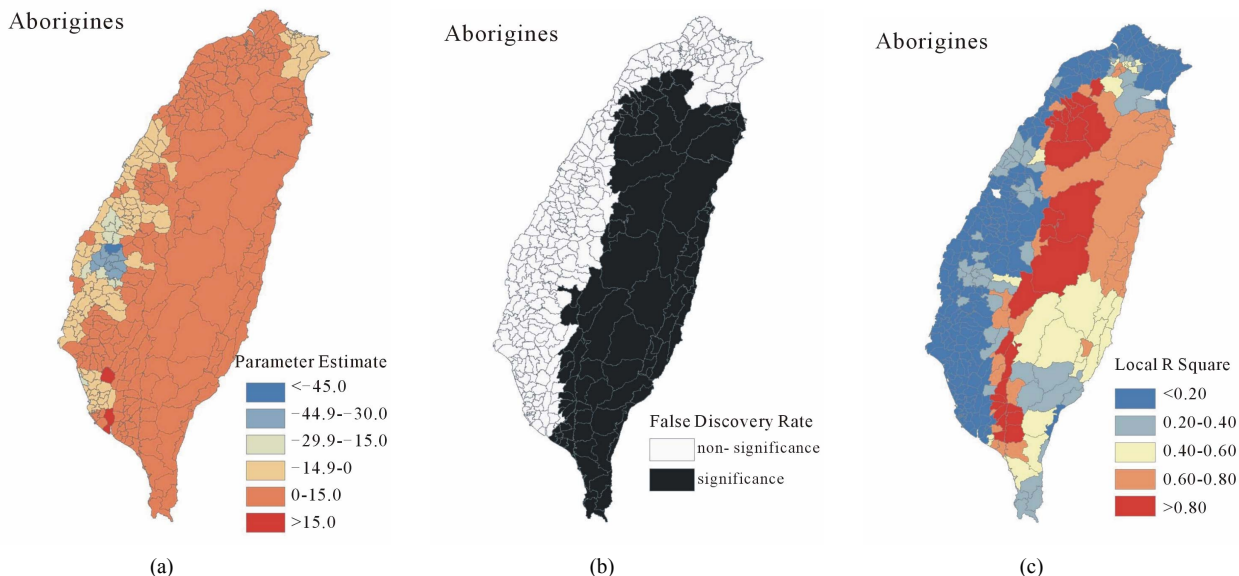 Aborigines
Parameter Estimate
<−45.0
−44.9-−30.0
−29.9-−15.0
−14.9-0
0-15.0
>15.0
(a)
Aborigines
False Discovery Rate
non- significance
significance
(b)
Aborigines
Local R Square
<0.20
0.20-0.40
0.40-0.60
0.60-0.80
>0.80
(c)